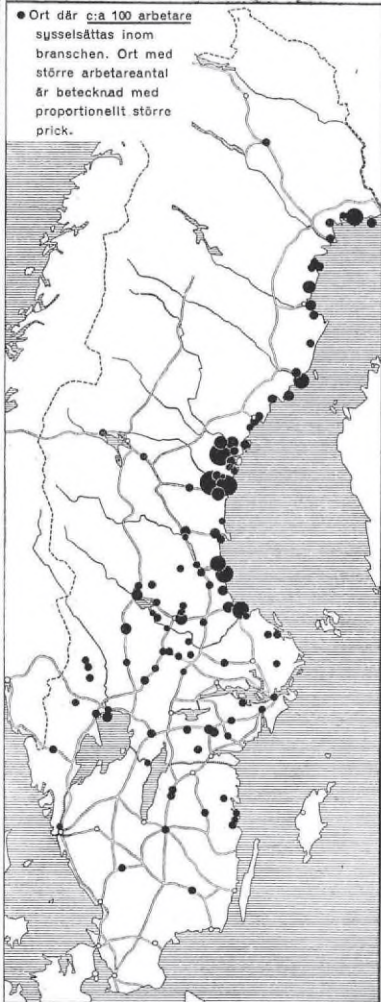 Ort där c:a 100 arbetare
sysselsättas inom
branschen. Ort med
större arbetareantal
är betecknad med
proportionellt större
prick.